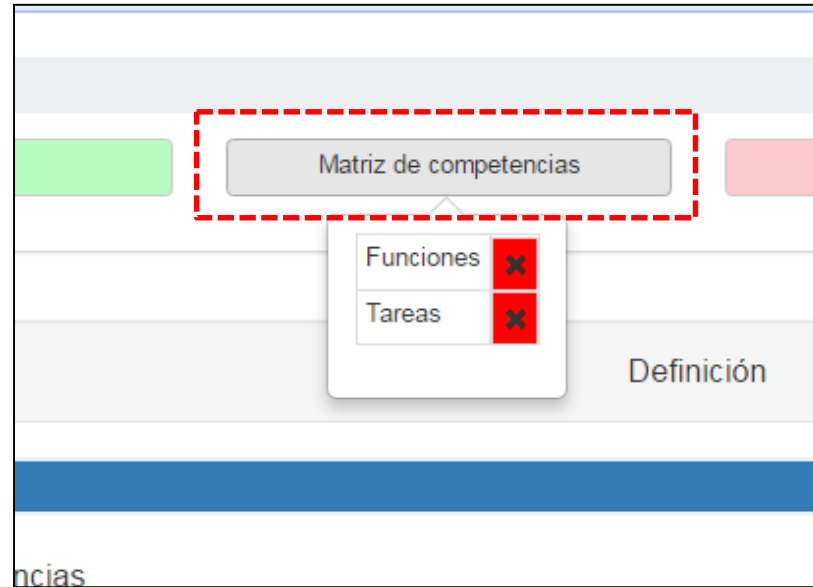 Matriz de competencias
Funciones
Tareas
Definición
ncias